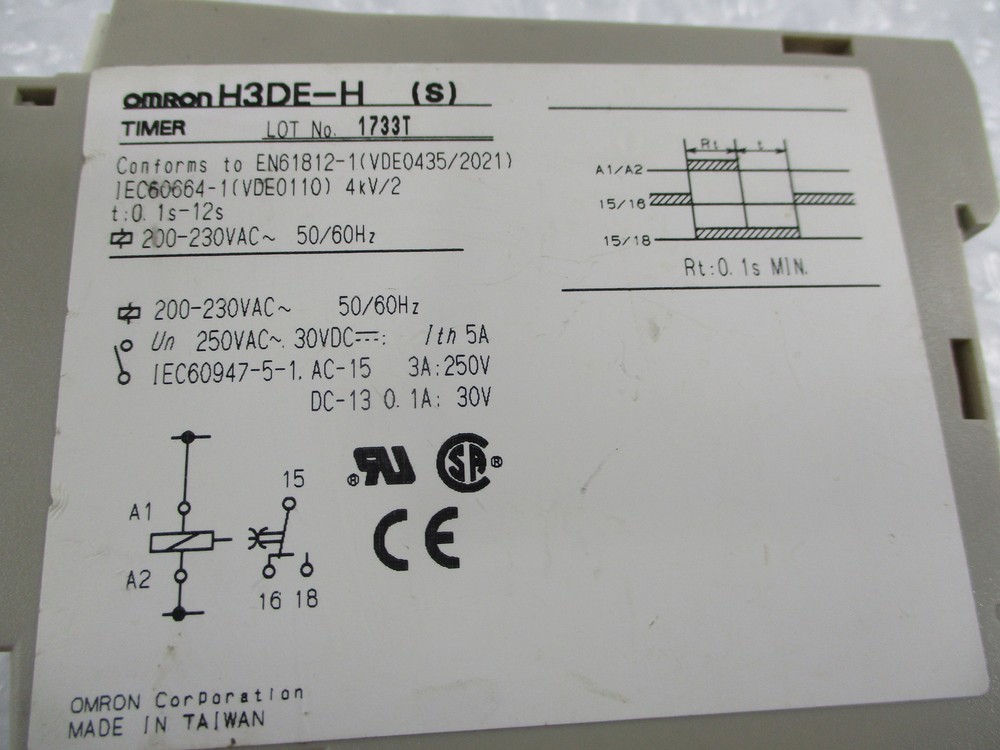 OMRON H3DE-H (S)
TIMER LOT No. 1733T
Conforms to EN61812-1(VDE0435/2021)
IEC60664-1(VDE0110) 4kV/2
t:0.1s-12s
200-230VAC~ 50/60Hz
Rt t
A1/A2
15/16
15/18
Rt:0.1s MIN.
200-230VAC~ 50/60Hz
Un 250VAC~. 30VDC⎓: Ith 5A
IEC60947-5-1. AC-15 3A:250V
DC-13 0.1A: 30V
A1
A2
15
16 18
®RU SA®
CE
OMRON Corporation
MADE IN TAIWAN